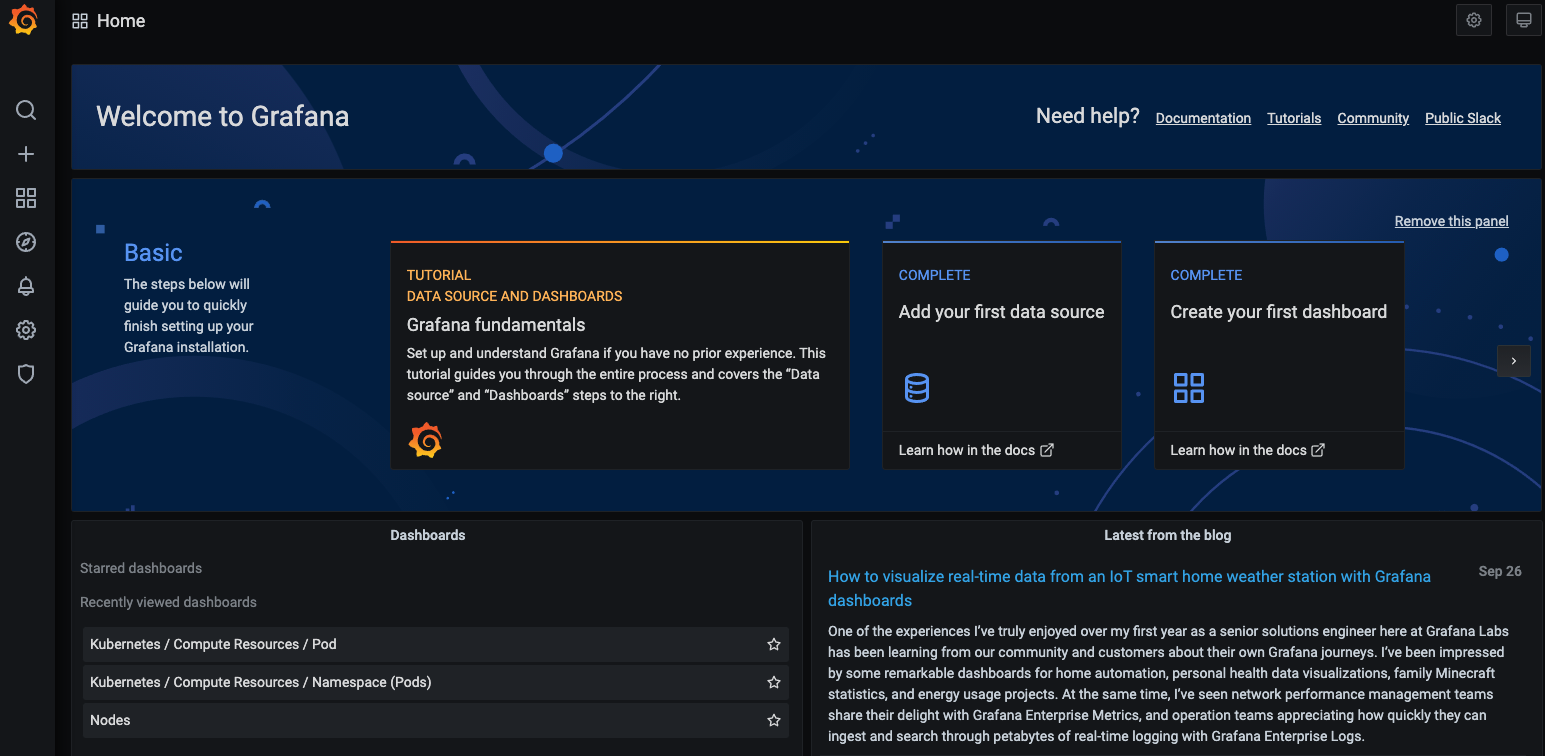 Home
Welcome to Grafana
Need help?
Documentation
Tutorials
Community
Public Slack
Remove this panel
Basic
The steps below will
guide you to quickly
finish setting up your
Grafana installation.
TUTORIAL
DATA SOURCE AND DASHBOARDS
Grafana fundamentals
Set up and understand Grafana if you have no prior experience. This
tutorial guides you through the entire process and covers the “Data
source” and “Dashboards” steps to the right.
COMPLETE
Add your first data source
Learn how in the docs
COMPLETE
Create your first dashboard
Learn how in the docs
Dashboards
Starred dashboards
Recently viewed dashboards
Kubernetes / Compute Resources / Pod
Kubernetes / Compute Resources / Namespace (Pods)
Nodes
Latest from the blog
How to visualize real-time data from an IoT smart home weather station with Grafana
dashboards
Sep 26
One of the experiences I’ve truly enjoyed over my first year as a senior solutions engineer here at Grafana Labs
has been learning from our community and customers about their own Grafana journeys. I’ve been impressed
by some remarkable dashboards for home automation, personal health data visualizations, family Minecraft
statistics, and energy usage projects. At the same time, I’ve seen network performance management teams
share their delight with Grafana Enterprise Metrics, and operation teams appreciating how quickly they can
ingest and search through petabytes of real-time logging with Grafana Enterprise Logs.